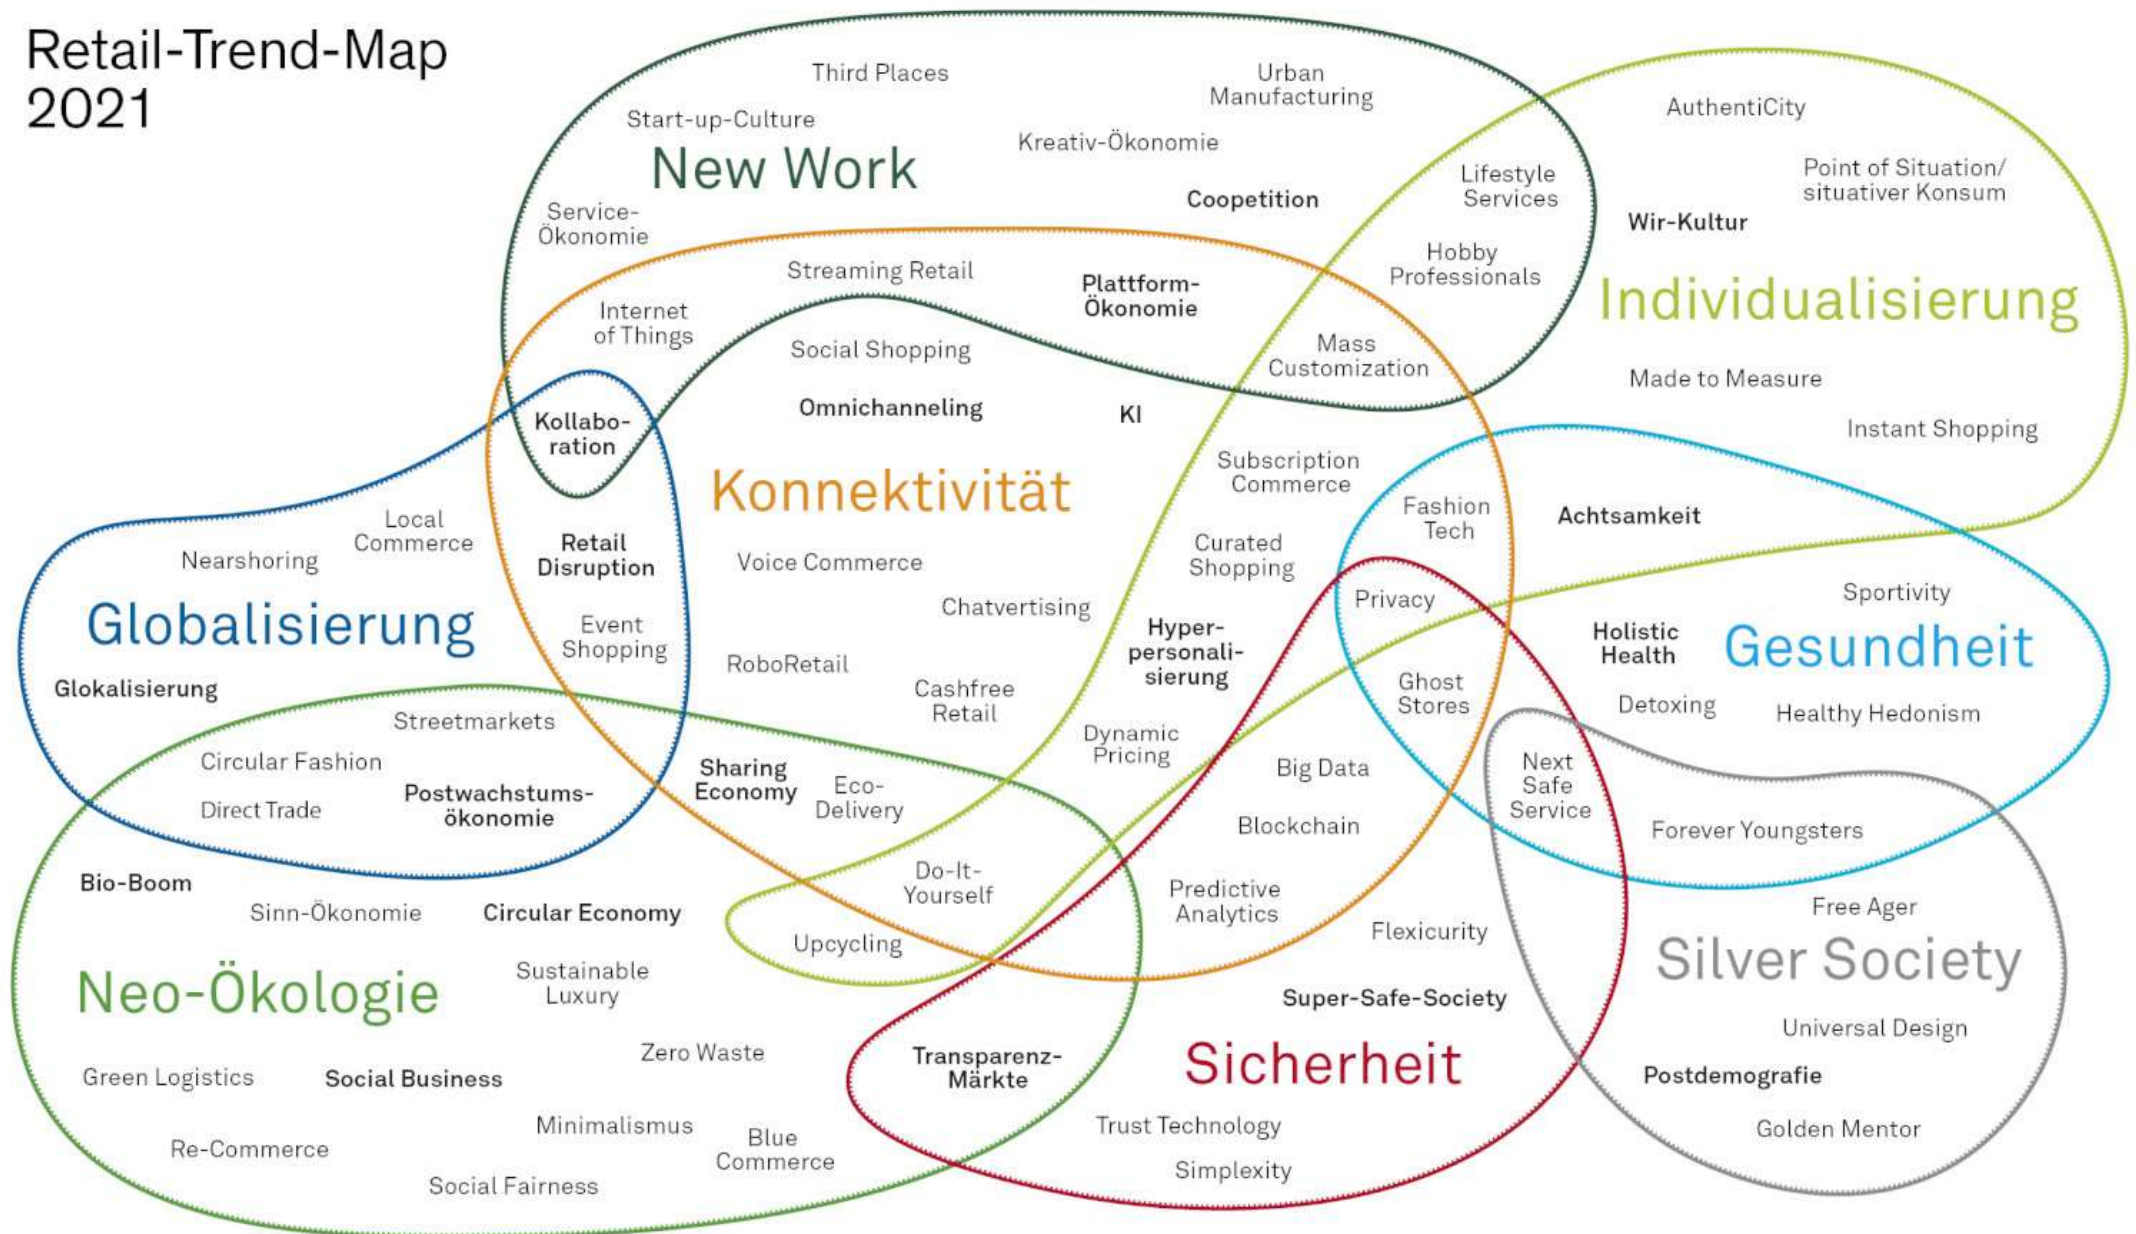 Retail-Trend-Map
2021
Third Places
Urban
Manufacturing
Start-up-Culture
Kreativ-Ökonomie
New Work
Coopetition
Service-
Ökonomie
Lifestyle
Services
Hobby
Professionals
AuthentiCity
Point of Situation/
situativer Konsum
Wir-Kultur
Individualisierung
Made to Measure
Instant Shopping
Streaming Retail
Plattform-
Ökonomie
Internet
of Things
Mass
Customization
Social Shopping
Omnichanneling
KI
Kollabo-
ration
Konnektivität
Subscription
Commerce
Fashion
Tech
Achtsamkeit
Local
Commerce
Nearshoring
Retail
Disruption
Voice Commerce
Curated
Shopping
Globalisierung
Event
Shopping
Chatvertising
Privacy
Hyper-
personali-
sierung
RoboRetail
Cashfree
Retail
Glokalisierung
Sportivity
Holistic
Health
Gesundheit
Ghost
Stores
Detoxing
Healthy Hedonism
Streetmarkets
Circular Fashion
Direct Trade
Postwachstums-
ökonomie
Sharing
Economy
Eco-
Delivery
Dynamic
Pricing
Big Data
Next
Safe
Service
Blockchain
Forever Youngsters
Bio-Boom
Sinn-Ökonomie
Circular Economy
Do-It-
Yourself
Upcycling
Predictive
Analytics
Flexicurity
Free Ager
Silver Society
Neo-Ökologie
Sustainable
Luxury
Super-Safe-Society
Universal Design
Zero Waste
Transparenz-
Märkte
Sicherheit
Postdemografie
Green Logistics
Social Business
Minimalismus
Blue
Commerce
Trust Technology
Golden Mentor
Re-Commerce
Social Fairness
Simplexity